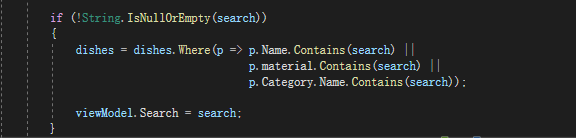 if (!String.IsNullOrEmpty(search))
{
dishes = dishes.Where(p => p.Name.Contains(search) ||
p.material.Contains(search) ||
p.Category.Name.Contains(search));
viewModel.Search = search;
}